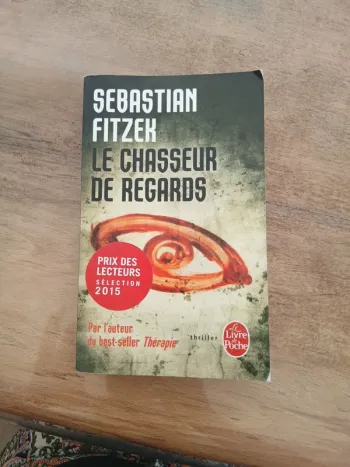 SEBASTIAN
FITZEK
LE CHASSEUR
DE REGARDS
PRIX DES
LECTEURS
SÉLECTION
2015
Par l'auteur
du best-seller Thérapie
thriller
Le
Livre
de
Poche